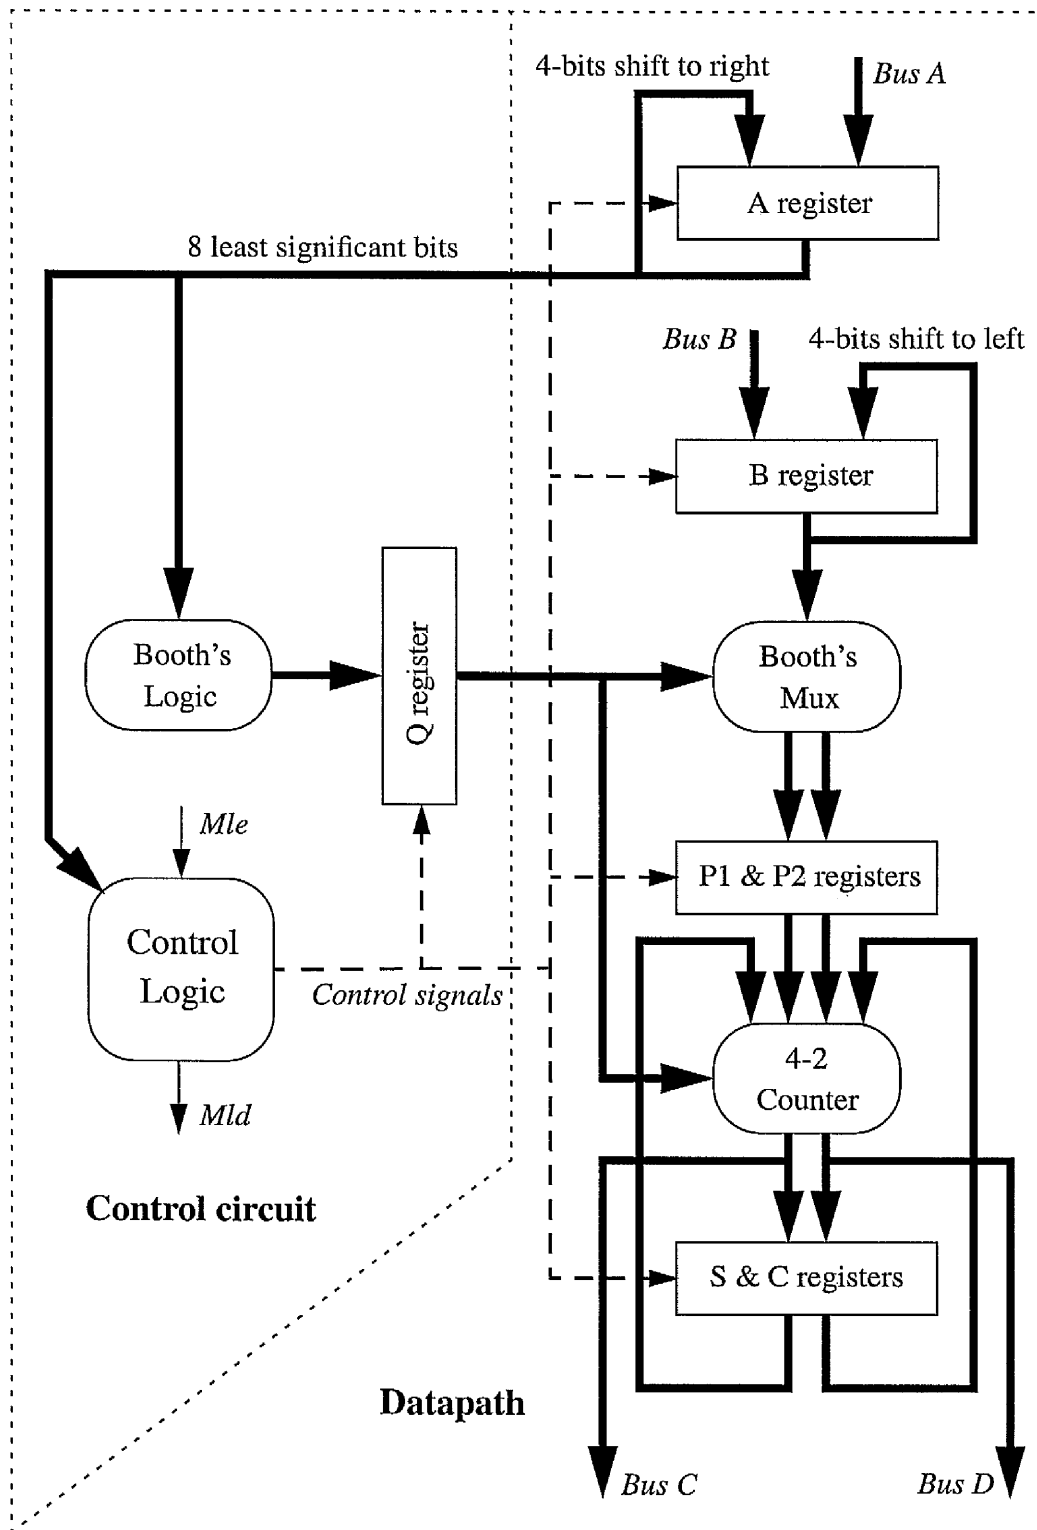 4-bits shift to right
Bus A
A register
8 least significant bits
Bus B
4-bits shift to left
B register
Booth's
Logic
Q register
Booth's
Mux
Mle
P1 & P2 registers
Control
Logic
Control signals
4-2
Counter
Mld
Control circuit
S & C registers
Datapath
Bus C
Bus D